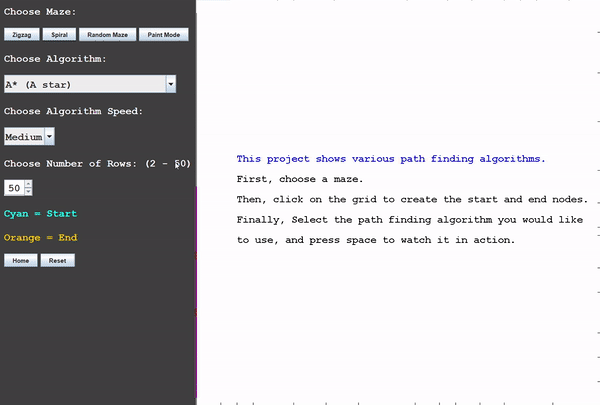 Choose Maze:
Zigzag Spiral Random Maze Paint Mode
Choose Algorithm:
A* (A star)
Choose Algorithm Speed:
Medium
Choose Number of Rows: (2 - 50)
50
Cyan = Start
Orange = End
Home Reset
This project shows various path finding algorithms.
First, choose a maze.
Then, click on the grid to create the start and end nodes.
Finally, Select the path finding algorithm you would like
to use, and press space to watch it in action.